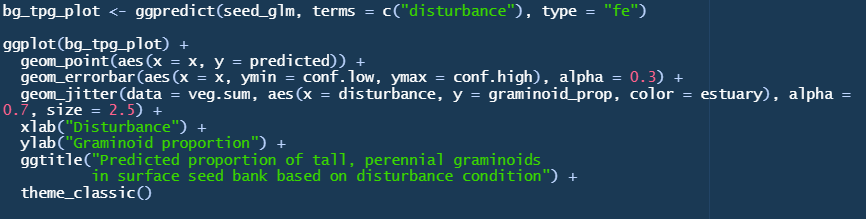 bg_tpg_plot <- ggpredict(seed_glm, terms = c("disturbance"), type = "fe")
ggplot(bg_tpg_plot) +
  geom_point(aes(x = x, y = predicted)) +
  geom_errorbar(aes(x = x, ymin = conf.low, ymax = conf.high), alpha = 0.3) +
  geom_jitter(data = veg.sum, aes(x = disturbance, y = graminoid_prop, color = estuary), alpha =
0.7, size = 2.5) +
  xlab("Disturbance") +
  ylab("Graminoid proportion") +
  ggtitle("Predicted proportion of tall, perennial graminoids
          in surface seed bank based on disturbance condition") +
  theme_classic()